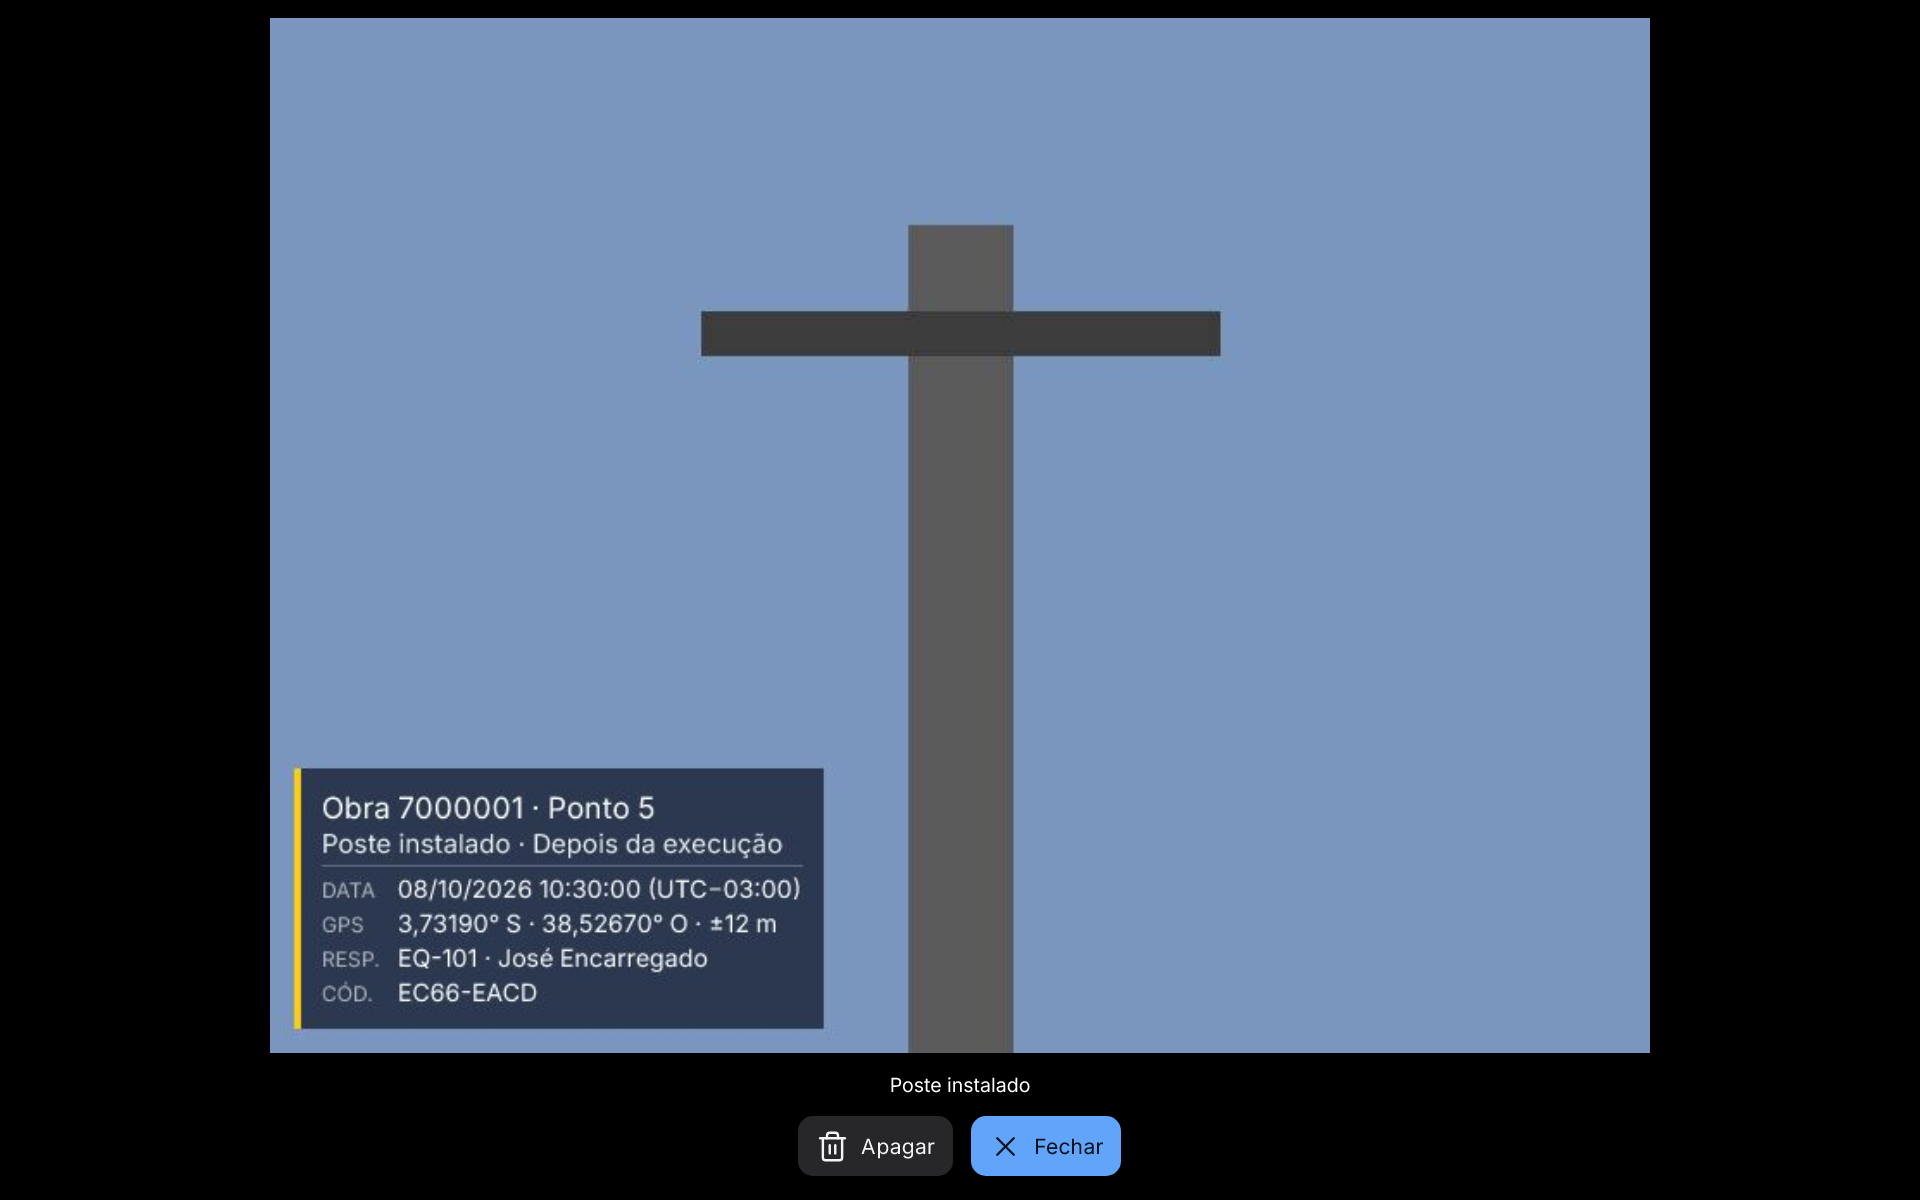 Obra 7000001 · Ponto 5
Poste instalado · Depois da execução
DATA 08/10/2026 10:30:00 (UTC−03:00)
GPS 3,73190° S · 38,52670° O · ±12 m
RESP. EQ-101 · José Encarregado
CÓD. EC66-EACD
Poste instalado
Apagar
Fechar